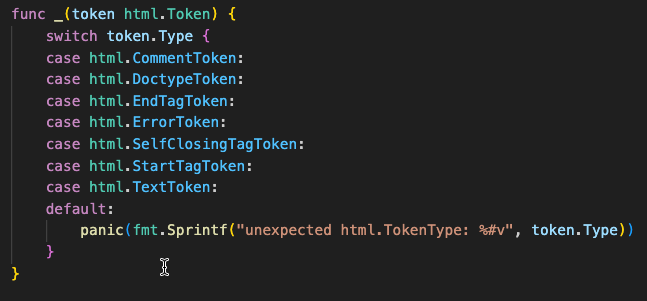 func _(token html.Token) {
    switch token.Type {
    case html.CommentToken:
    case html.DoctypeToken:
    case html.EndTagToken:
    case html.ErrorToken:
    case html.SelfClosingTagToken:
    case html.StartTagToken:
    case html.TextToken:
    default:
        panic(fmt.Sprintf("unexpected html.TokenType: %#v", token.Type))
    }
}